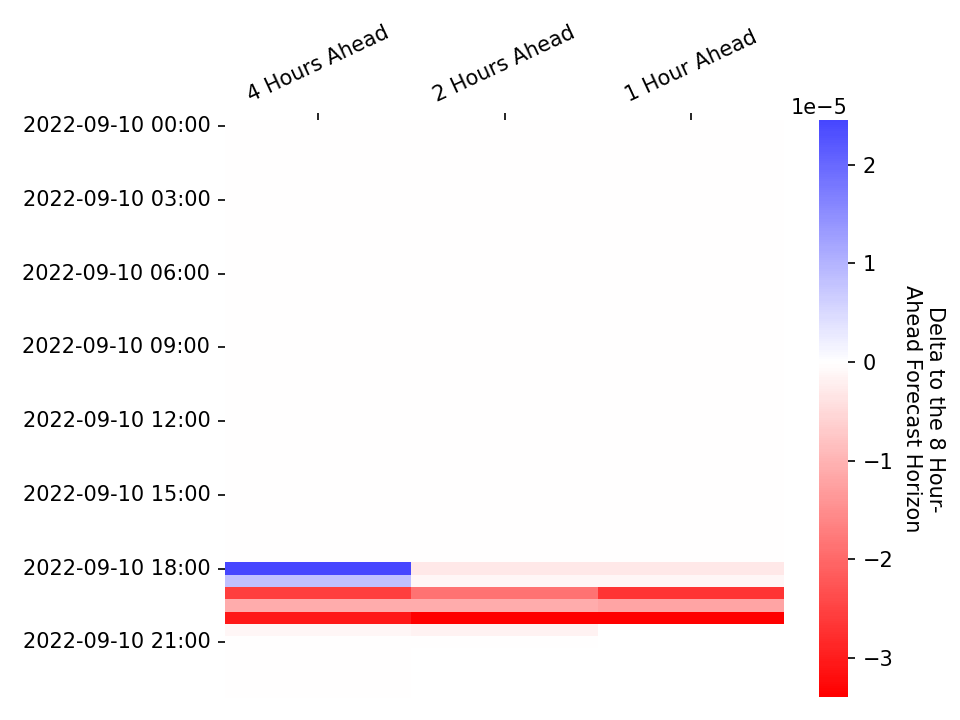 4 Hours Ahead
2 Hours Ahead
1 Hour Ahead
2022-09-10 00:00
2022-09-10 03:00
2022-09-10 06:00
2022-09-10 09:00
2022-09-10 12:00
2022-09-10 15:00
2022-09-10 18:00
2022-09-10 21:00
1e−5
2
1
0
−1
−2
−3
Delta to the 8 Hour-
Ahead Forecast Horizon